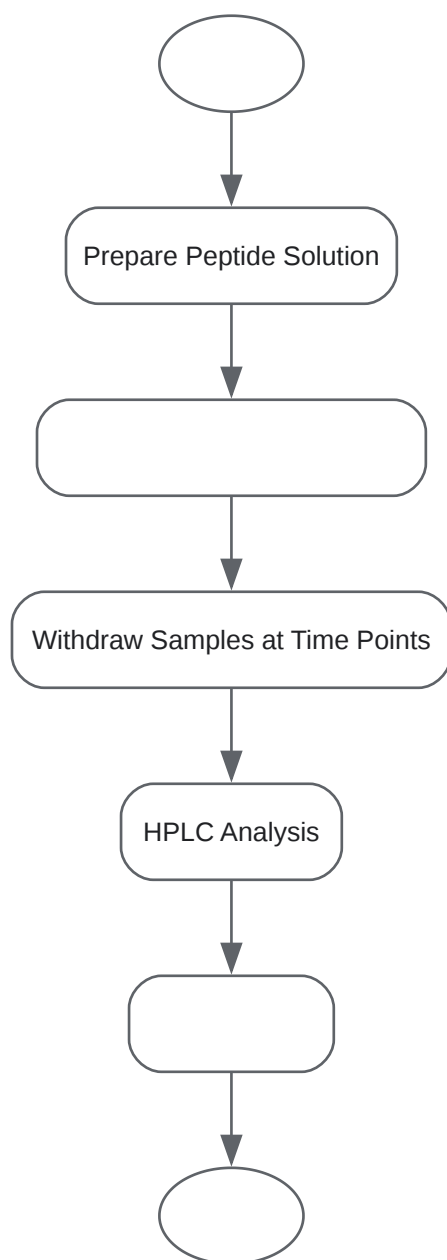 Prepare Peptide Solution
Withdraw Samples at Time Points
HPLC Analysis